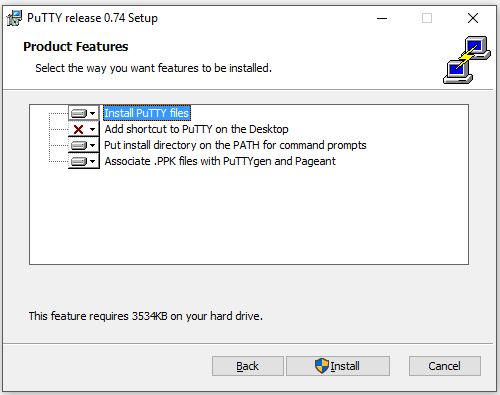 PuTTY release 0.74 Setup
Product Features
Select the way you want features to be installed.
Install PuTTY files
Add shortcut to PuTTY on the Desktop
Put install directory on the PATH for command prompts
Associate .PPK files with PuTTYgen and Pageant
This feature requires 3534KB on your hard drive.
Back
Install
Cancel